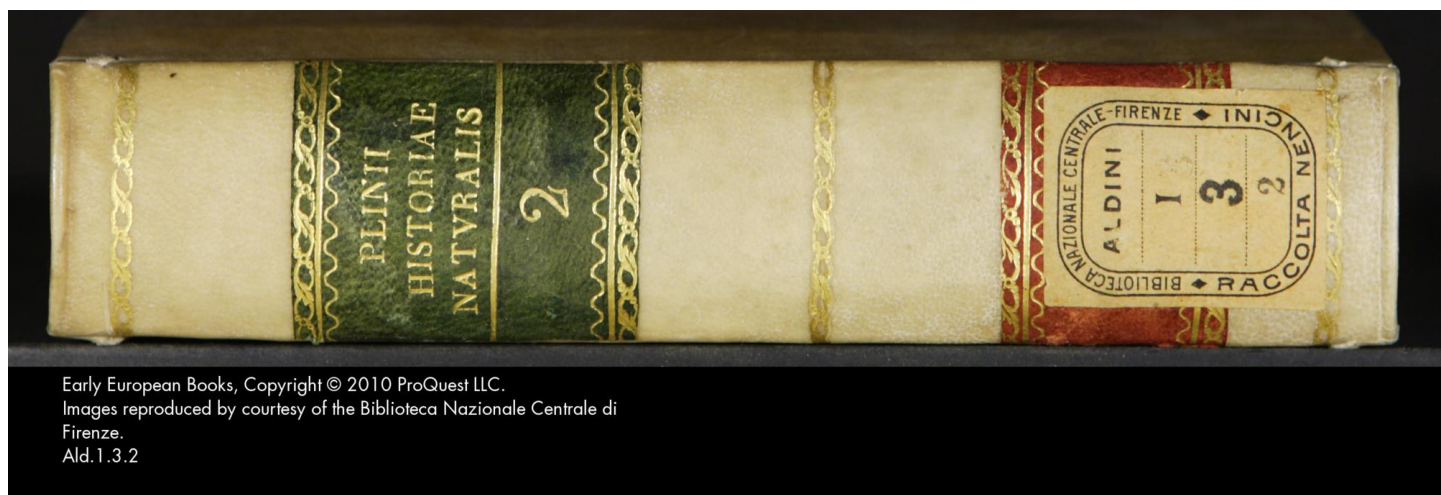 PLINII
HISTORIAE
NATVRALIS
2
BIBLIOTECA NAZIONALE CENTRALE-FIRENZE ◆ RACCOLTA NENCINI ◆
ALDINI
I
3
2
Early European Books, Copyright © 2010 ProQuest LLC.
Images reproduced by courtesy of the Biblioteca Nazionale Centrale di
Firenze.
Ald.1.3.2